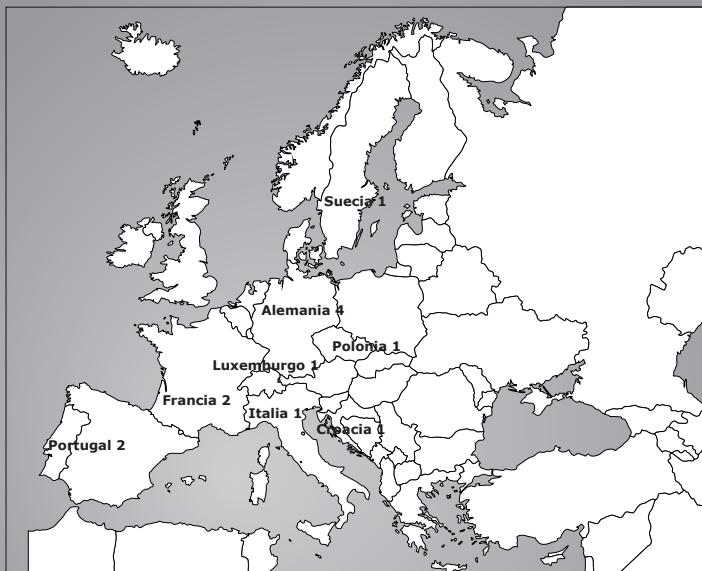 Suecia 1
Alemania 4
Polonia 1
Luxemburgo 1
Francia 2
Italia 1
Croacia 1
Portugal 2